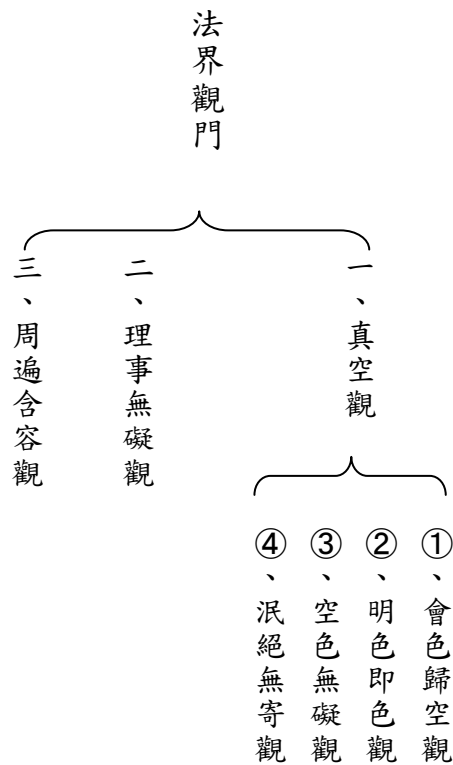 法界觀門
一、真空觀
二、理事無礙觀
三、周遍含容觀
①、會色歸空觀
②、明色即色觀
③、空色無礙觀
④、泯絕無寄觀